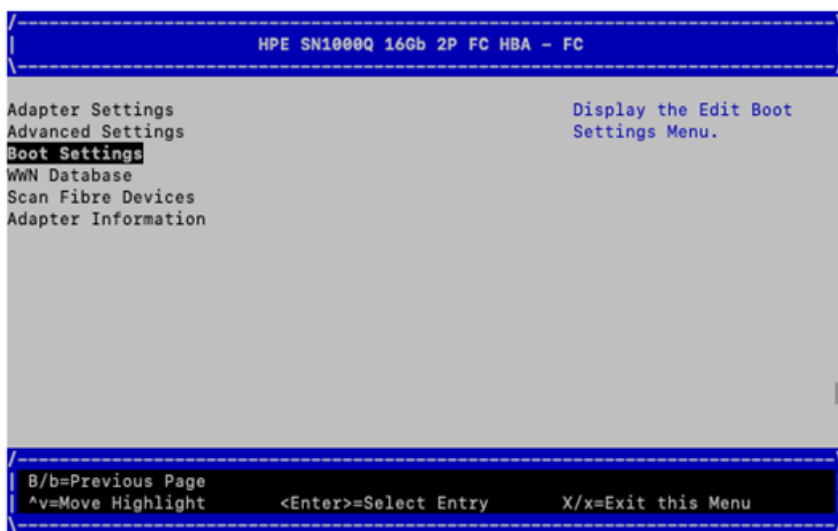 HPE SN1000Q 16Gb 2P FC HBA - FC
Adapter Settings
Advanced Settings
Boot Settings
WWN Database
Scan Fibre Devices
Adapter Information
Display the Edit Boot
Settings Menu.
B/b=Previous Page
^v=Move Highlight <Enter>=Select Entry X/x=Exit this Menu